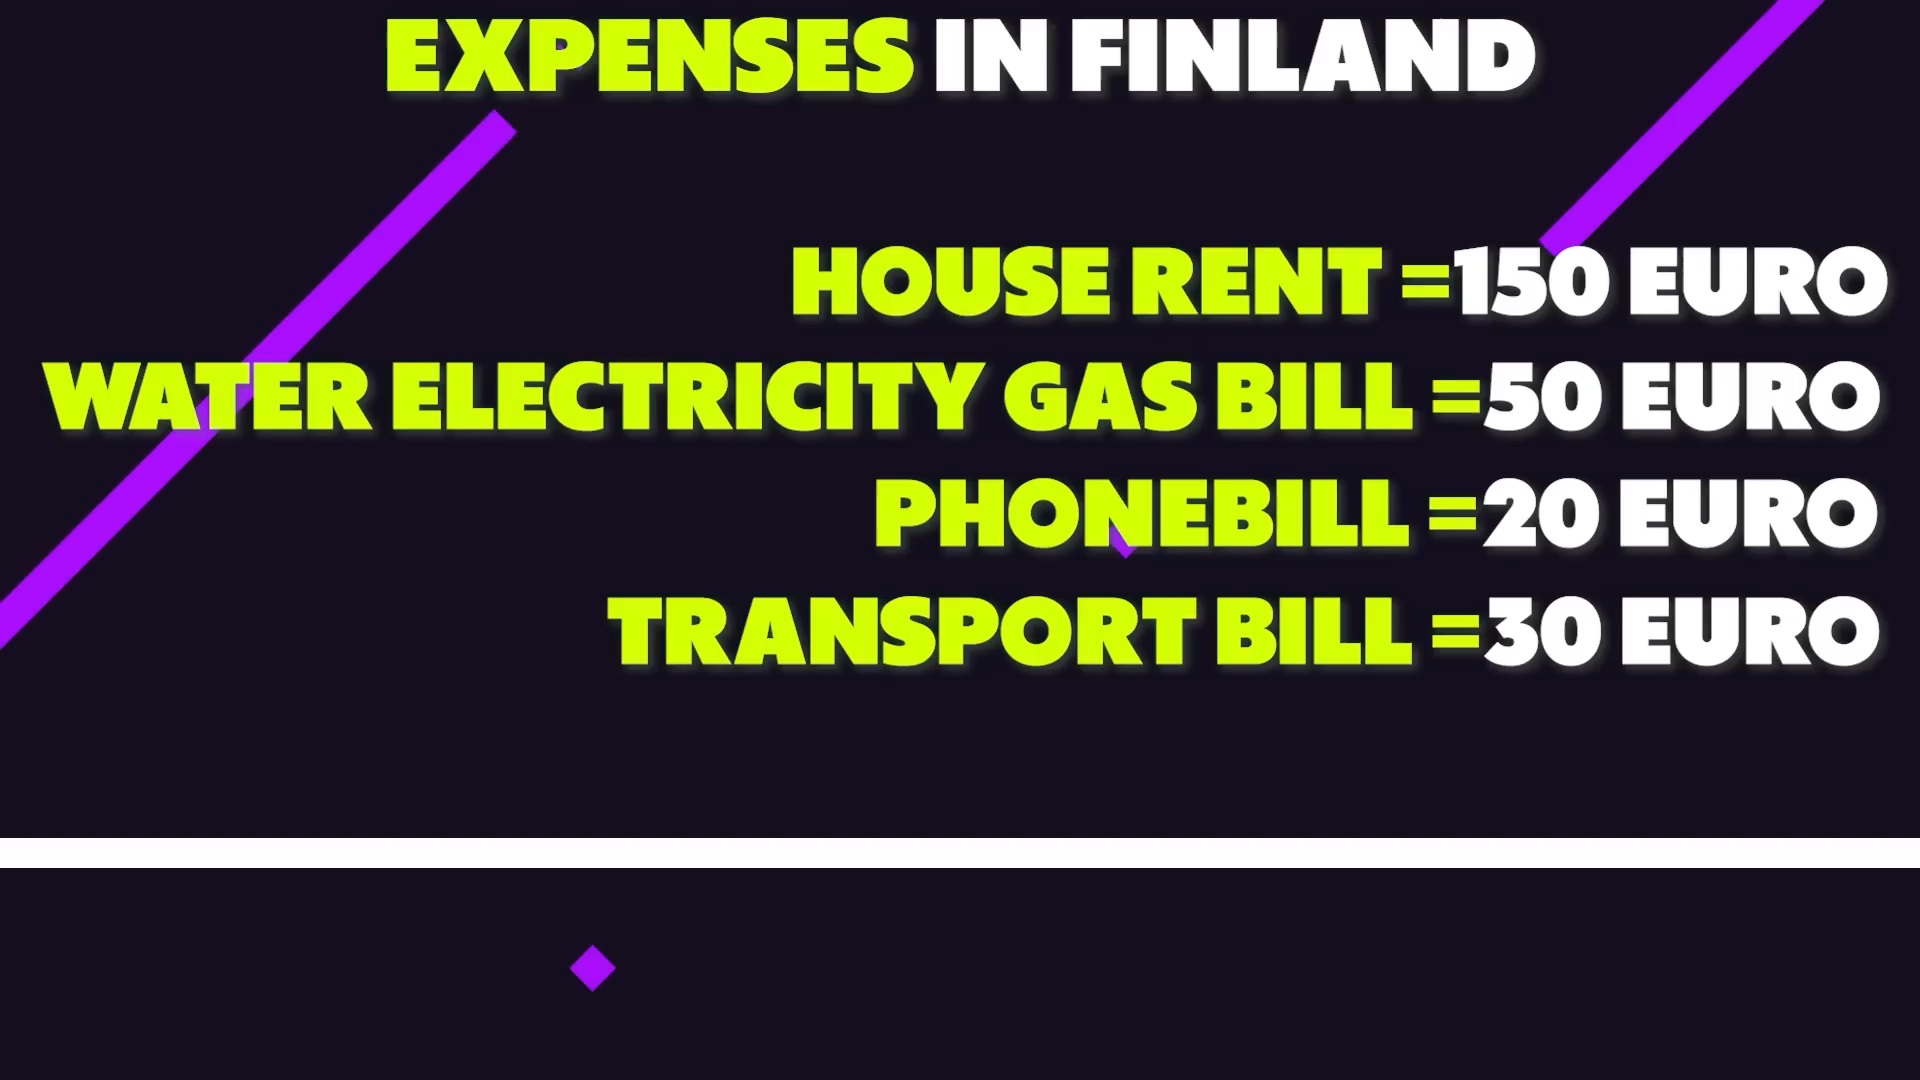 EXPENSES IN FINLAND
HOUSE RENT =150 EURO
WATER ELECTRICITY GAS BILL =50 EURO
PHONEBILL =20 EURO
TRANSPORT BILL =30 EURO